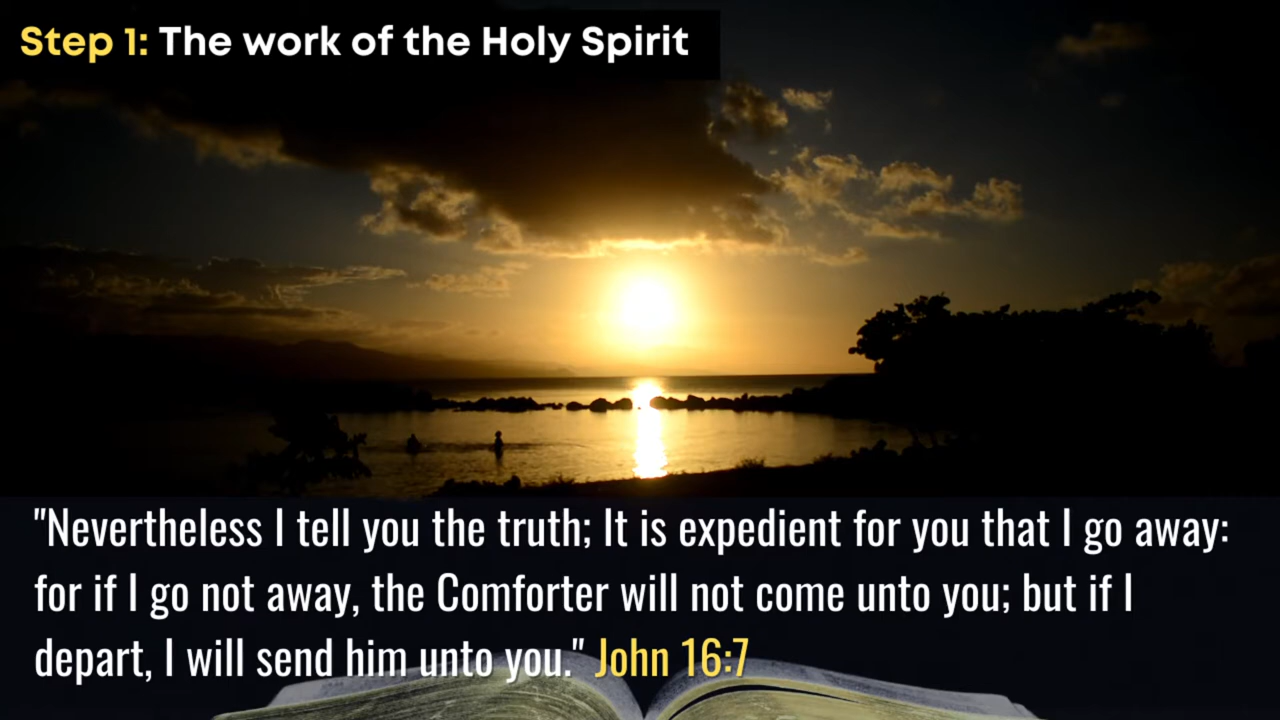 Step 1: The work of the Holy Spirit
"Nevertheless I tell you the truth; It is expedient for you that I go away:
for if I go not away, the Comforter will not come unto you; but if I
depart, I will send him unto you." John 16:7